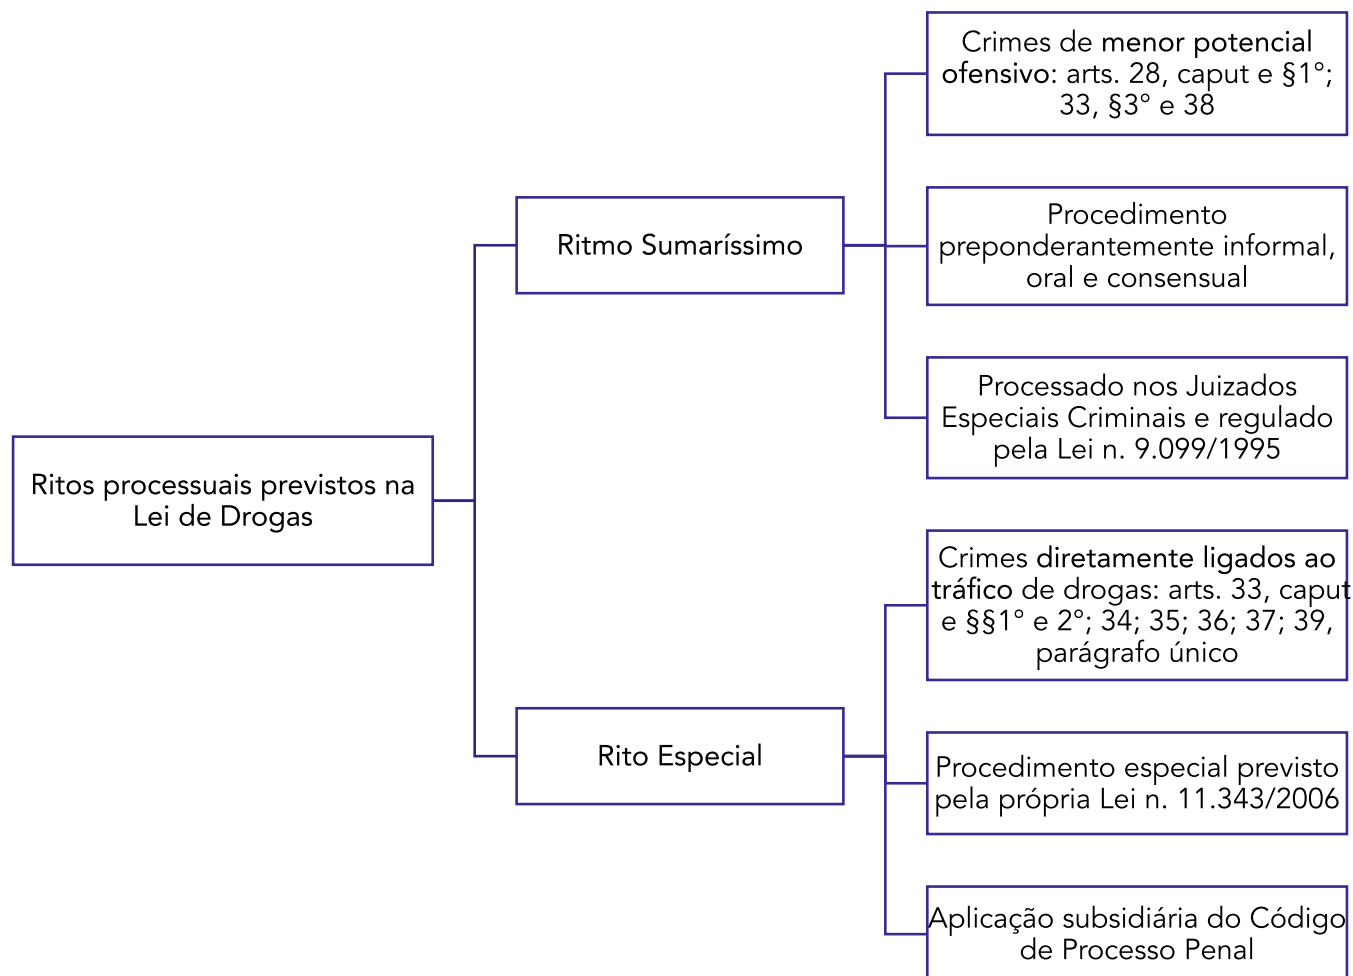 Ritos processuais previstos na
Lei de Drogas
Ritmo Sumaríssimo
Crimes de menor potencial
ofensivo: arts. 28, caput e §1°;
33, §3° e 38
Procedimento
preponderantemente informal,
oral e consensual
Processado nos Juizados
Especiais Criminais e regulado
pela Lei n. 9.099/1995
Rito Especial
Crimes diretamente ligados ao
tráfico de drogas: arts. 33, caput
e §§1° e 2°; 34; 35; 36; 37; 39,
parágrafo único
Procedimento especial previsto
pela própria Lei n. 11.343/2006
Aplicação subsidiária do Código
de Processo Penal